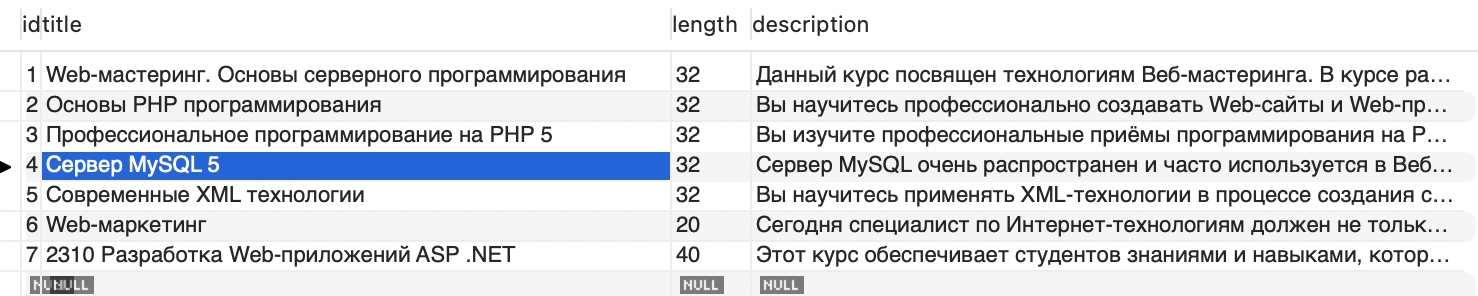 id title length description
1 Web-мастеринг. Основы серверного программирования 32 Данный курс посвящен технологиям Веб-мастеринга. В курсе ра...
2 Основы PHP программирования 32 Вы научитесь профессионально создавать Web-сайты и Web-пр...
3 Профессиональное программирование на PHP 5 32 Вы изучите профессиональные приёмы программирования на P...
4 Сервер MySQL 5 32 Сервер MySQL очень распространен и часто используется в Веб...
5 Современные XML технологии 32 Вы научитесь применять XML-технологии в процессе создания с...
6 Web-маркетинг 20 Сегодня специалист по Интернет-технологиям должен не тольк...
7 2310 Разработка Web-приложений ASP .NET 40 Этот курс обеспечивает студентов знаниями и навыками, котор...
NULL NULL NULL